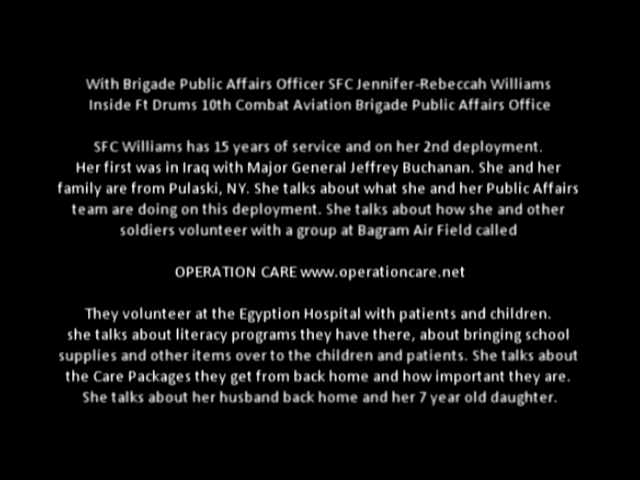 With Brigade Public Affairs Officer SFC Jennifer-Rebeccah Williams
Inside Ft Drums 10th Combat Aviation Brigade Public Affairs Office
SFC Williams has 15 years of service and on her 2nd deployment.
Her first was in Iraq with Major General Jeffrey Buchanan. She and her
family are from Pulaski, NY. She talks about what she and her Public Affairs
team are doing on this deployment. She talks about how she and other
soldiers volunteer with a group at Bagram Air Field called
OPERATION CARE www.operationcare.net
They volunteer at the Egyption Hospital with patients and children.
she talks about literacy programs they have there, about bringing school
supplies and other items over to the children and patients. She talks about
the Care Packages they get from back home and how important they are.
She talks about her husband back home and her 7 year old daughter.